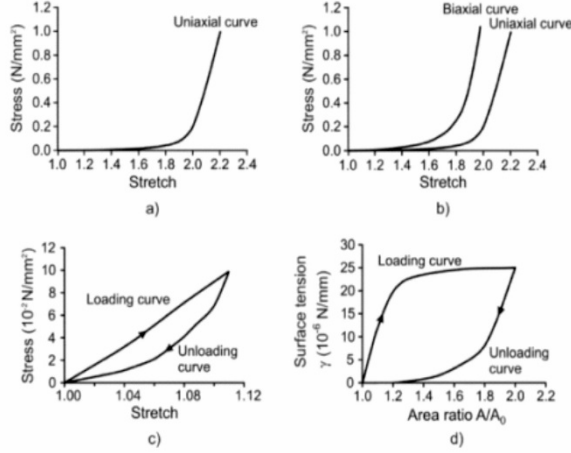 Stress (N/mm²)
1.2
1.0
0.8
0.6
0.4
0.2
0.0
Uniaxial curve
1.0 1.2 1.4 1.6 1.8 2.0 2.2 2.4
Stretch
a)
Stress (N/mm²)
1.2
1.0
0.8
0.6
0.4
0.2
0.0
Biaxial curve
Uniaxial curve
1.0 1.2 1.4 1.6 1.8 2.0 2.2 2.4
Stretch
b)
Stress (10⁻² N/mm²)
12
10
8
6
4
2
0
Loading curve
Unloading
curve
1.00 1.04 1.08 1.12
Stretch
c)
Surface tension
γ (10⁻⁶ N/mm)
30
25
20
15
10
5
0
Loading curve
Unloading
curve
1.0 1.2 1.4 1.6 1.8 2.0 2.2
Area ratio A/A₀
d)